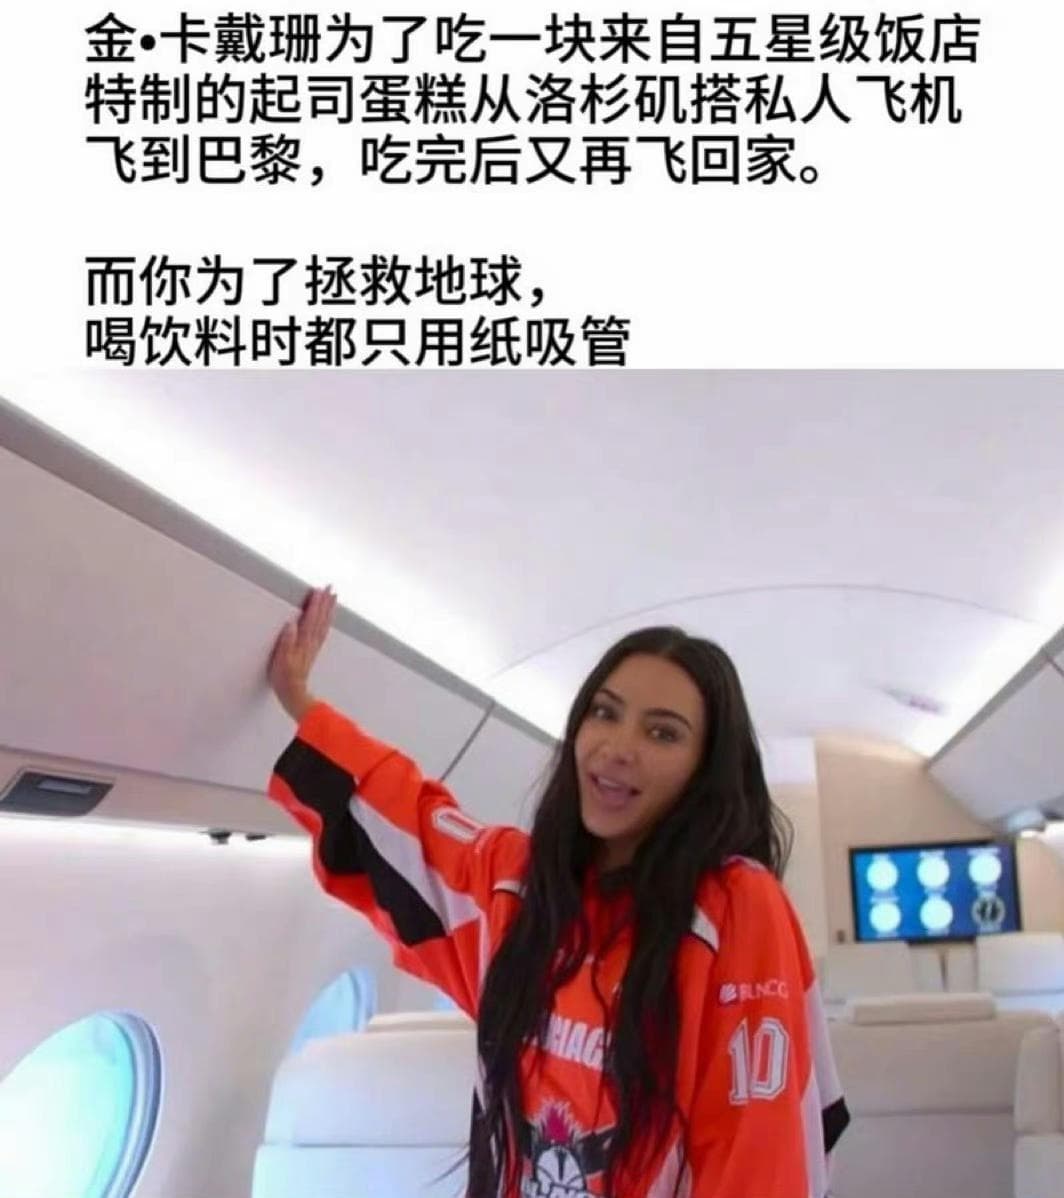 金•卡戴珊为了吃一块来自五星级饭店
特制的起司蛋糕从洛杉矶搭私人飞机
飞到巴黎，吃完后又再飞回家。
而你为了拯救地球，
喝饮料时都只用纸吸管
0
BLNCG
10